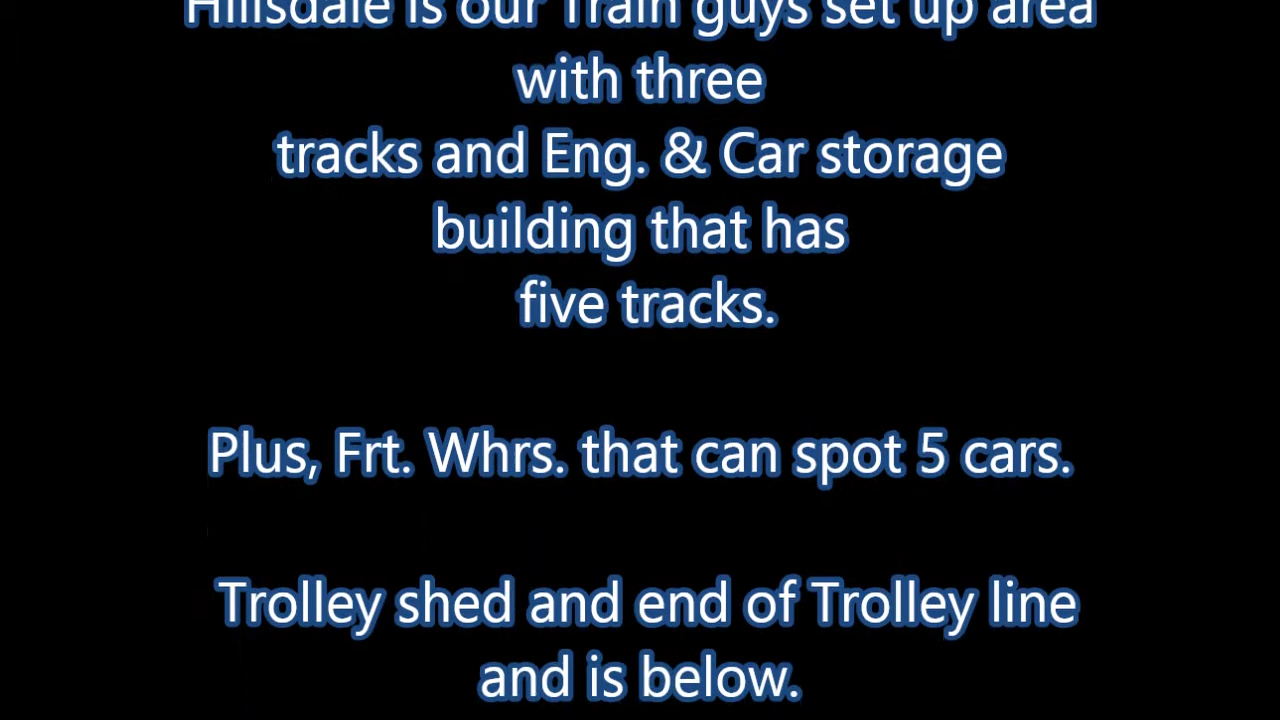 Hillsdale is our Train guys set up area
with three
tracks and Eng. & Car storage
building that has
five tracks.
Plus, Frt. Whrs. that can spot 5 cars.
Trolley shed and end of Trolley line
and is below.